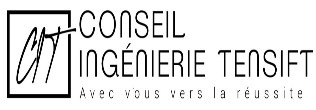 CIT
CONSEIL
INGÉNIERIE TENSIFT
Avec vous vers la réussite